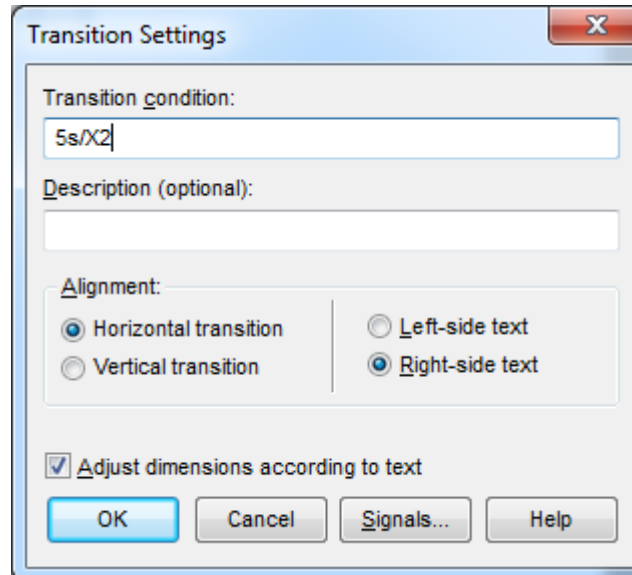 Transition Settings
Transition condition:
5s/X2
Description (optional):
Alignment:
Horizontal transition
Left-side text
Vertical transition
Right-side text
Adjust dimensions according to text
OK Cancel Signals... Help